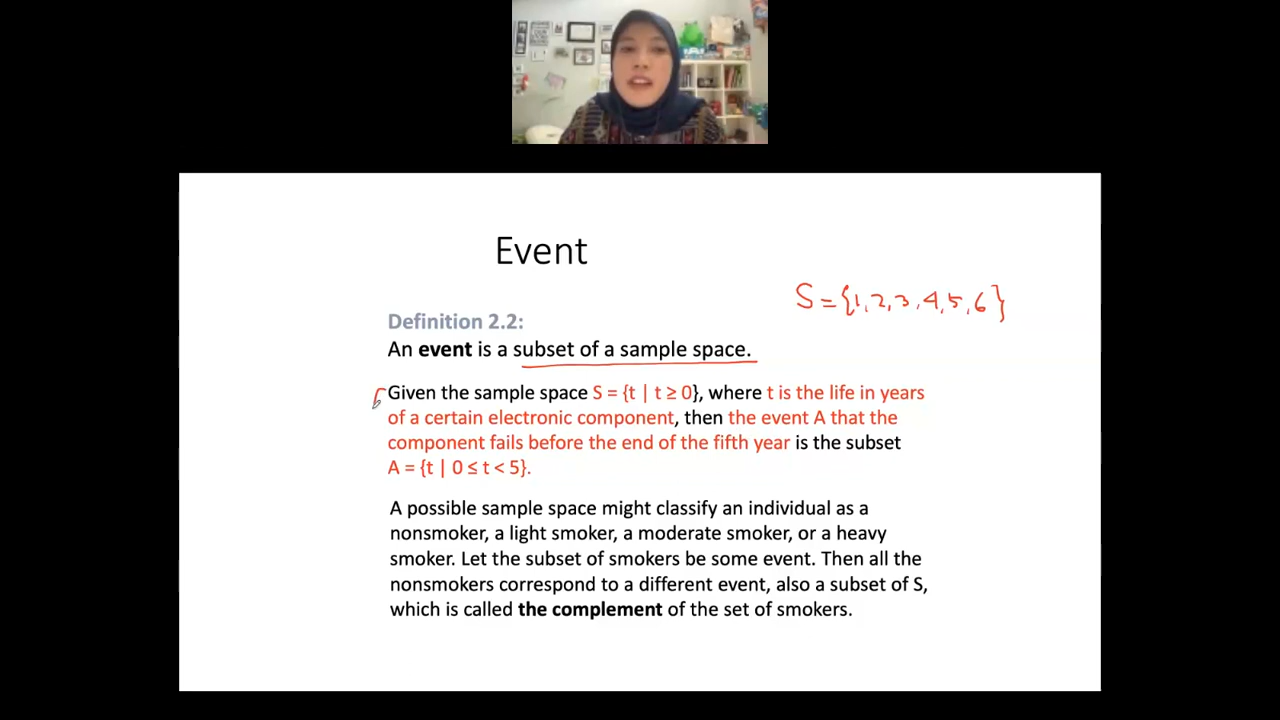 Event
S = {1, 2, 3, 4, 5, 6}
Definition 2.2:
An event is a subset of a sample space.
Given the sample space S = {t | t ≥ 0}, where t is the life in years
of a certain electronic component, then the event A that the
component fails before the end of the fifth year is the subset
A = {t | 0 ≤ t < 5}.
A possible sample space might classify an individual as a
nonsmoker, a light smoker, a moderate smoker, or a heavy
smoker. Let the subset of smokers be some event. Then all the
nonsmokers correspond to a different event, also a subset of S,
which is called the complement of the set of smokers.